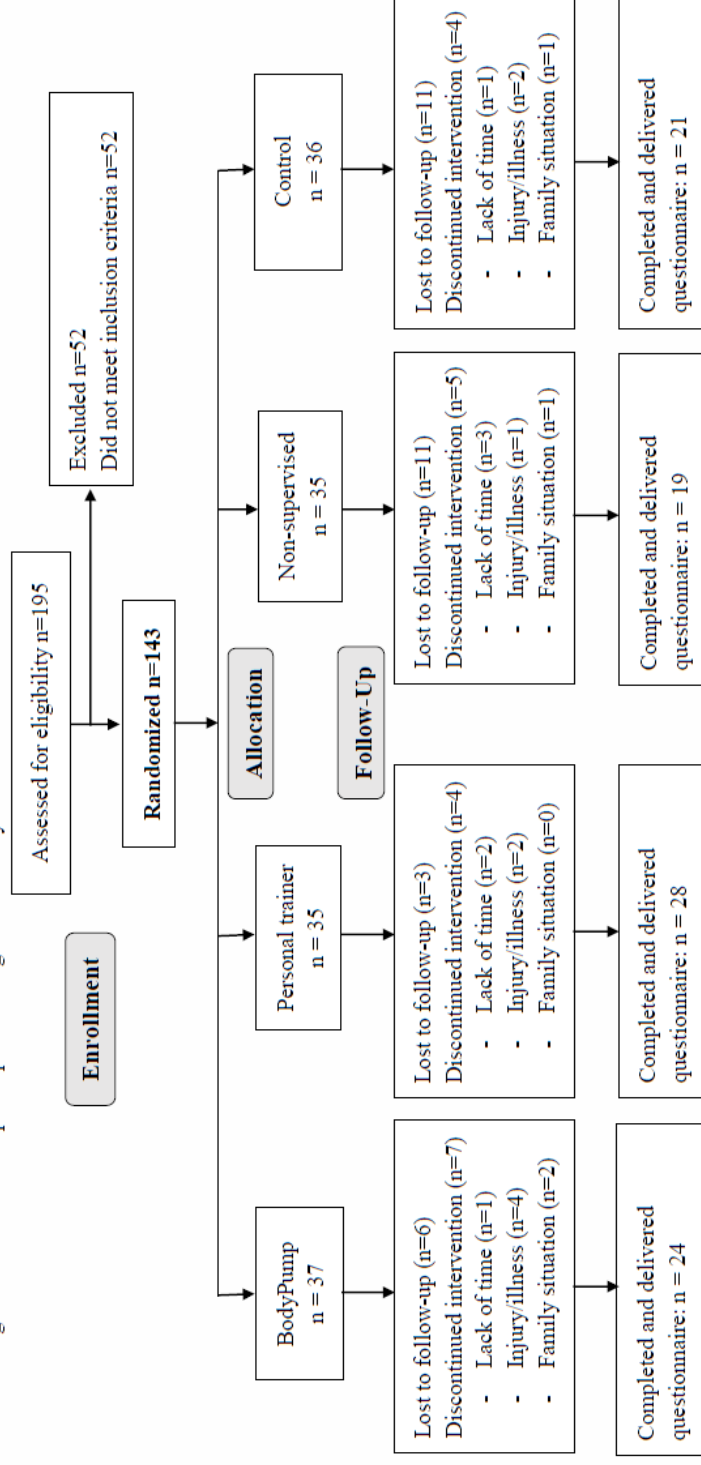 Assessed for eligibility n=195
Enrollment
Excluded n=52
Did not meet inclusion criteria n=52
Randomized n=143
Allocation
BodyPump
n = 37
Personal trainer
n = 35
Non-supervised
n = 35
Control
n = 36
Follow-Up
Lost to follow-up (n=6)
Discontinued intervention (n=7)
- Lack of time (n=1)
- Injury/illness (n=4)
- Family situation (n=2)
Lost to follow-up (n=3)
Discontinued intervention (n=4)
- Lack of time (n=2)
- Injury/illness (n=2)
- Family situation (n=0)
Lost to follow-up (n=11)
Discontinued intervention (n=5)
- Lack of time (n=3)
- Injury/illness (n=1)
- Family situation (n=1)
Lost to follow-up (n=11)
Discontinued intervention (n=4)
- Lack of time (n=1)
- Injury/illness (n=2)
- Family situation (n=1)
Completed and delivered
questionnaire: n = 24
Completed and delivered
questionnaire: n = 28
Completed and delivered
questionnaire: n = 19
Completed and delivered
questionnaire: n = 21